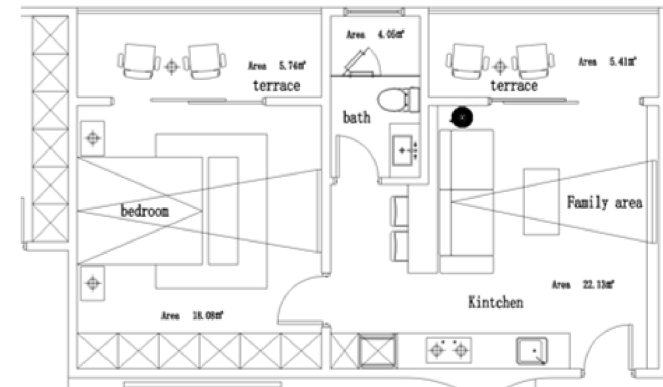 Area 4.05㎡
Area 5.74㎡
terrace
Area 5.41㎡
terrace
bath
bedroom
Family area
Area 22.13㎡
Kintchen
Area 18.08㎡